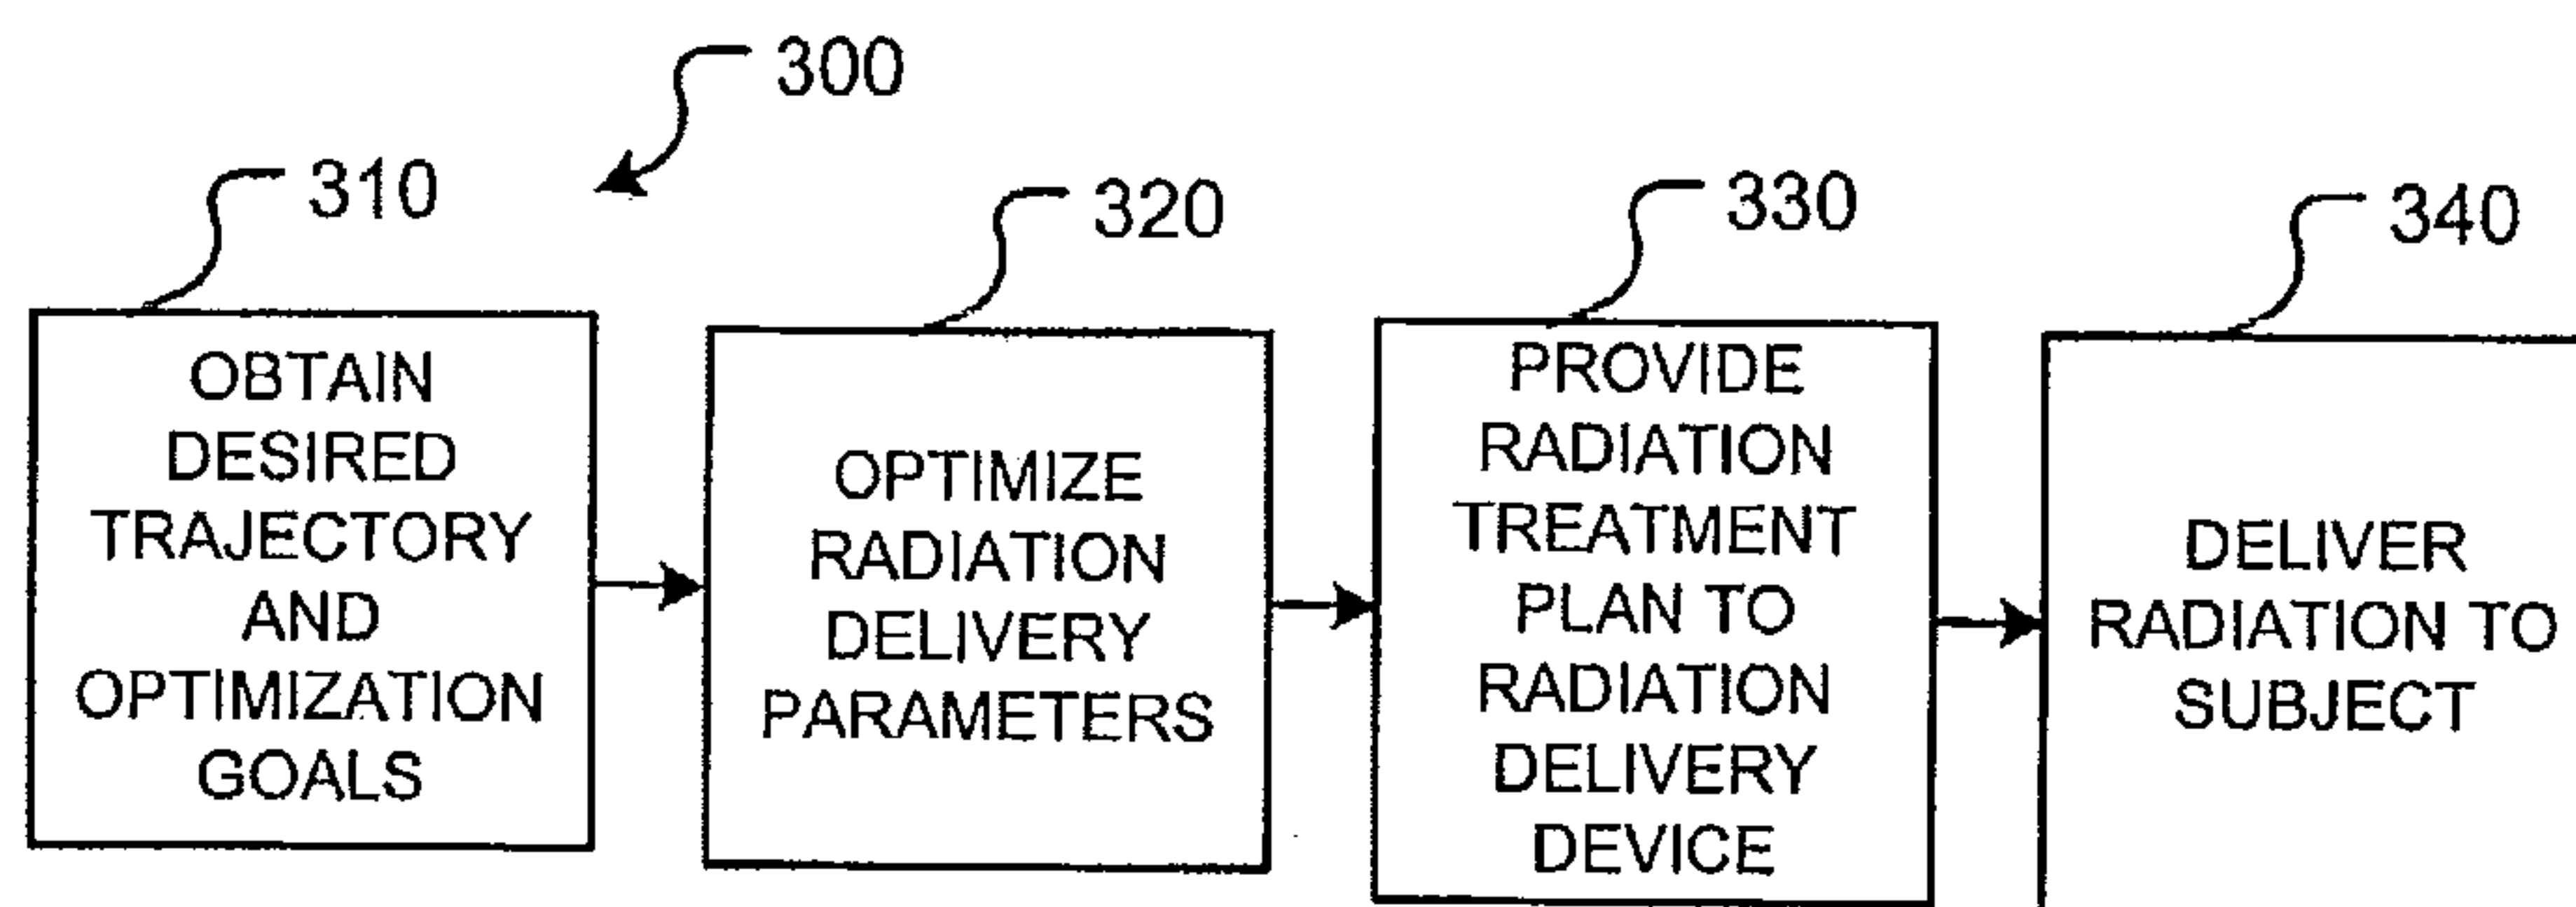 300
310
320
330
340
OBTAIN
DESIRED
TRAJECTORY
AND
OPTIMIZATION
GOALS
OPTIMIZE
RADIATION
DELIVERY
PARAMETERS
PROVIDE
RADIATION
TREATMENT
PLAN TO
RADIATION
DELIVERY
DEVICE
DELIVER
RADIATION TO
SUBJECT